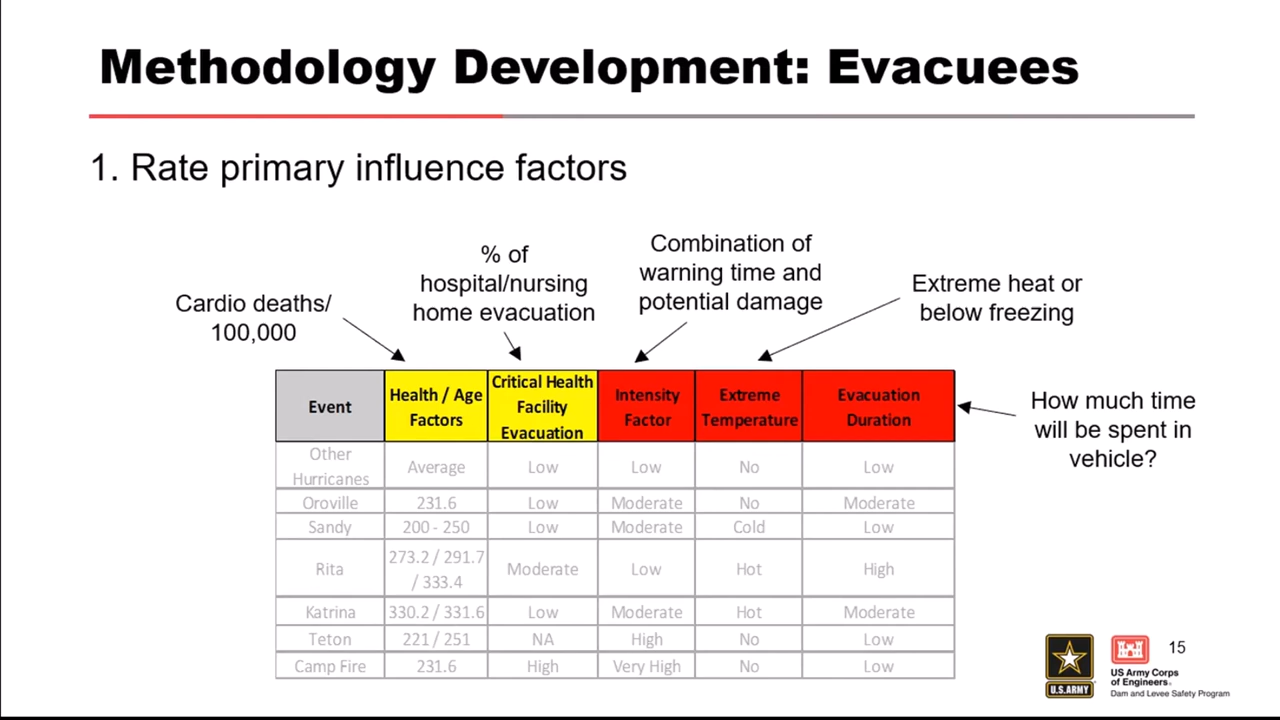 Methodology Development: Evacuees
1. Rate primary influence factors
Cardio deaths/
100,000
% of
hospital/nursing
home evacuation
Combination of
warning time and
potential damage
Extreme heat or
below freezing
How much time
will be spent in
vehicle?
Event
Health / Age
Factors
Critical Health
Facility
Evacuation
Intensity
Factor
Extreme
Temperature
Evacuation
Duration
Other
Hurricanes
Average
Low
Low
No
Low
Oroville
231.6
Low
Moderate
No
Moderate
Sandy
200 - 250
Low
Moderate
Cold
Low
Rita
273.2 / 291.7
/ 333.4
Moderate
Low
Hot
High
Katrina
330.2 / 331.6
Low
Moderate
Hot
Moderate
Teton
221 / 251
NA
High
No
Low
Camp Fire
231.6
High
Very High
No
Low
U.S.ARMY
US Army Corps
of Engineers®
Dam and Levee Safety Program
15